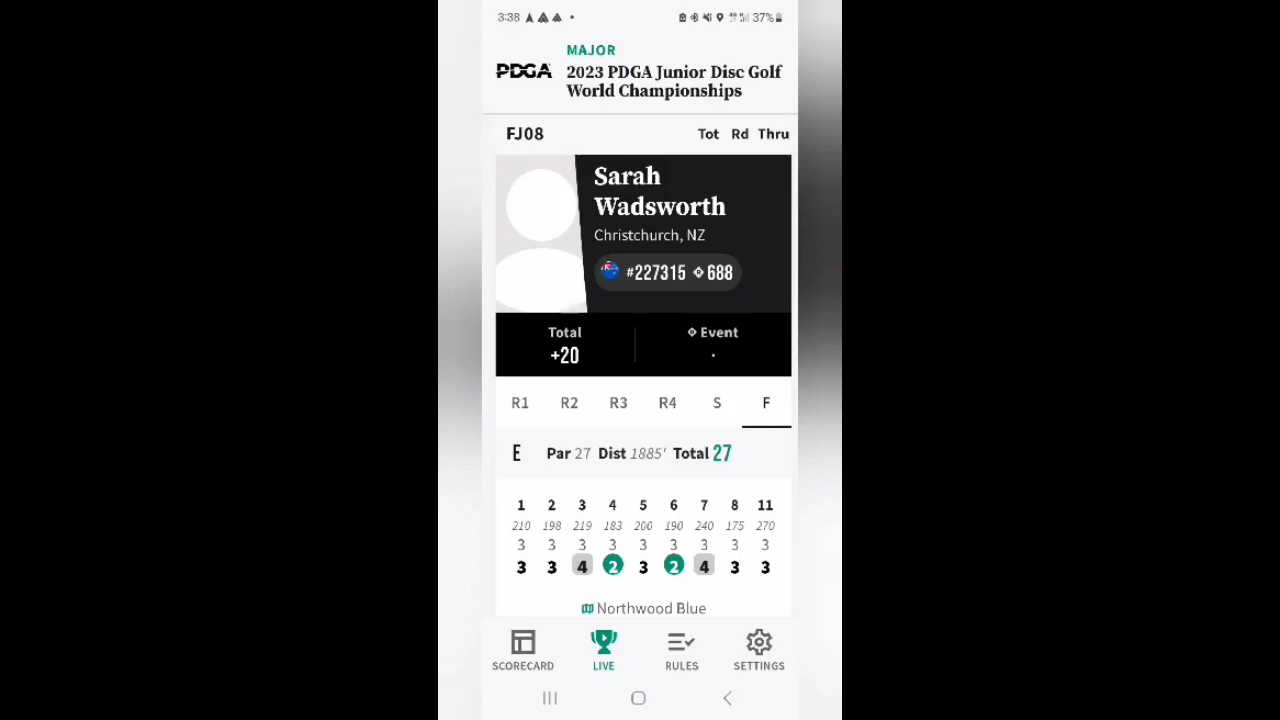 3:38 37%
MAJOR
PDGA 2023 PDGA Junior Disc Golf
World Championships
FJ08 Tot Rd Thru
Sarah
Wadsworth
Christchurch, NZ
#227315 688
Total Event
+20
R1 R2 R3 R4 S F
E Par 27 Dist 1885' Total 27
1 2 3 4 5 6 7 8 11
210 198 219 183 200 190 240 175 270
3 3 3 3 3 3 3 3 3
3 3 4 2 3 2 4 3 3
Northwood Blue
SCORECARD LIVE RULES SETTINGS